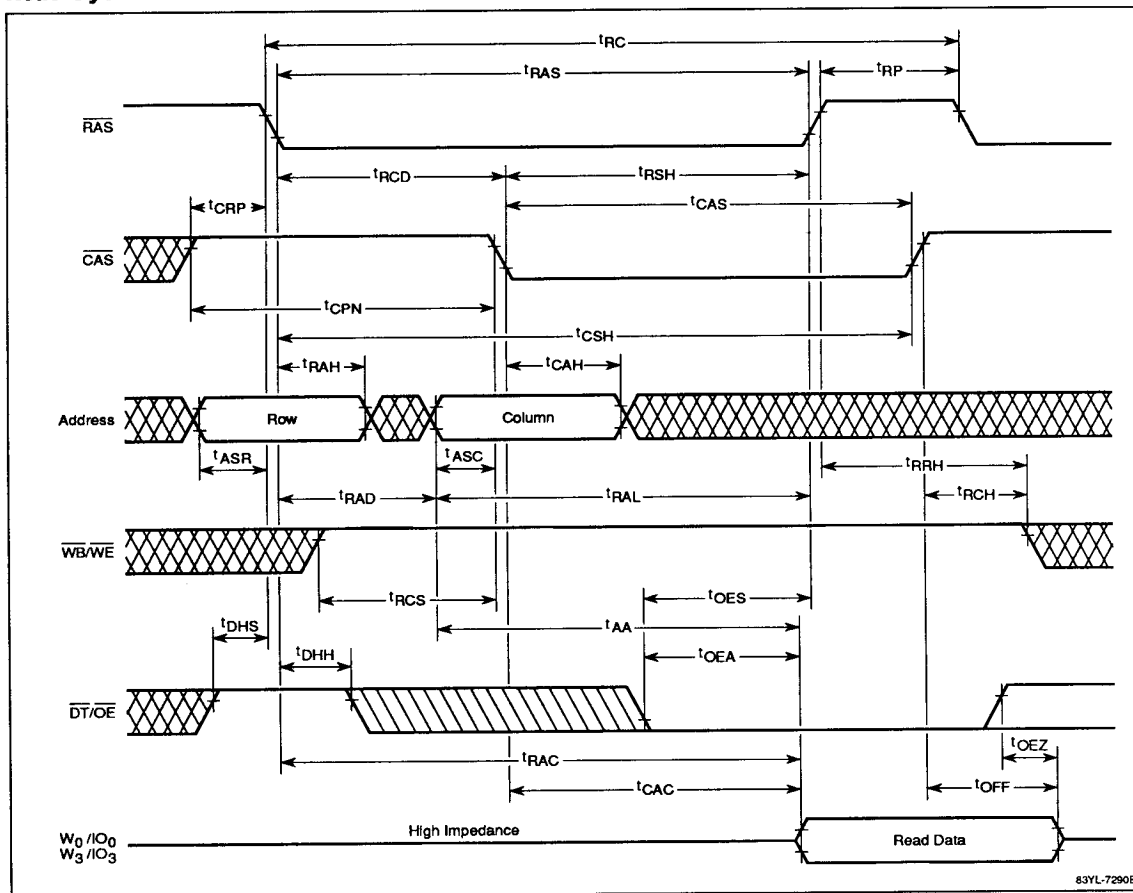 tRC
tRAS
tRP
RAS
tRCD
tRSH
tCRP
tCAS
CAS
tCPN
tCSH
tRAH
tCAH
Address
Row
Column
tASR
tASC
tRRH
tRAD
tRAL
tRCH
WB/WE
tRCS
tOES
tDHS
tAA
tDHH
tOEA
DT/OE
tOEZ
tRAC
tCAC
tOFF
W0/IO0
W3/IO3
High Impedance
Read Data
83YL-7290B